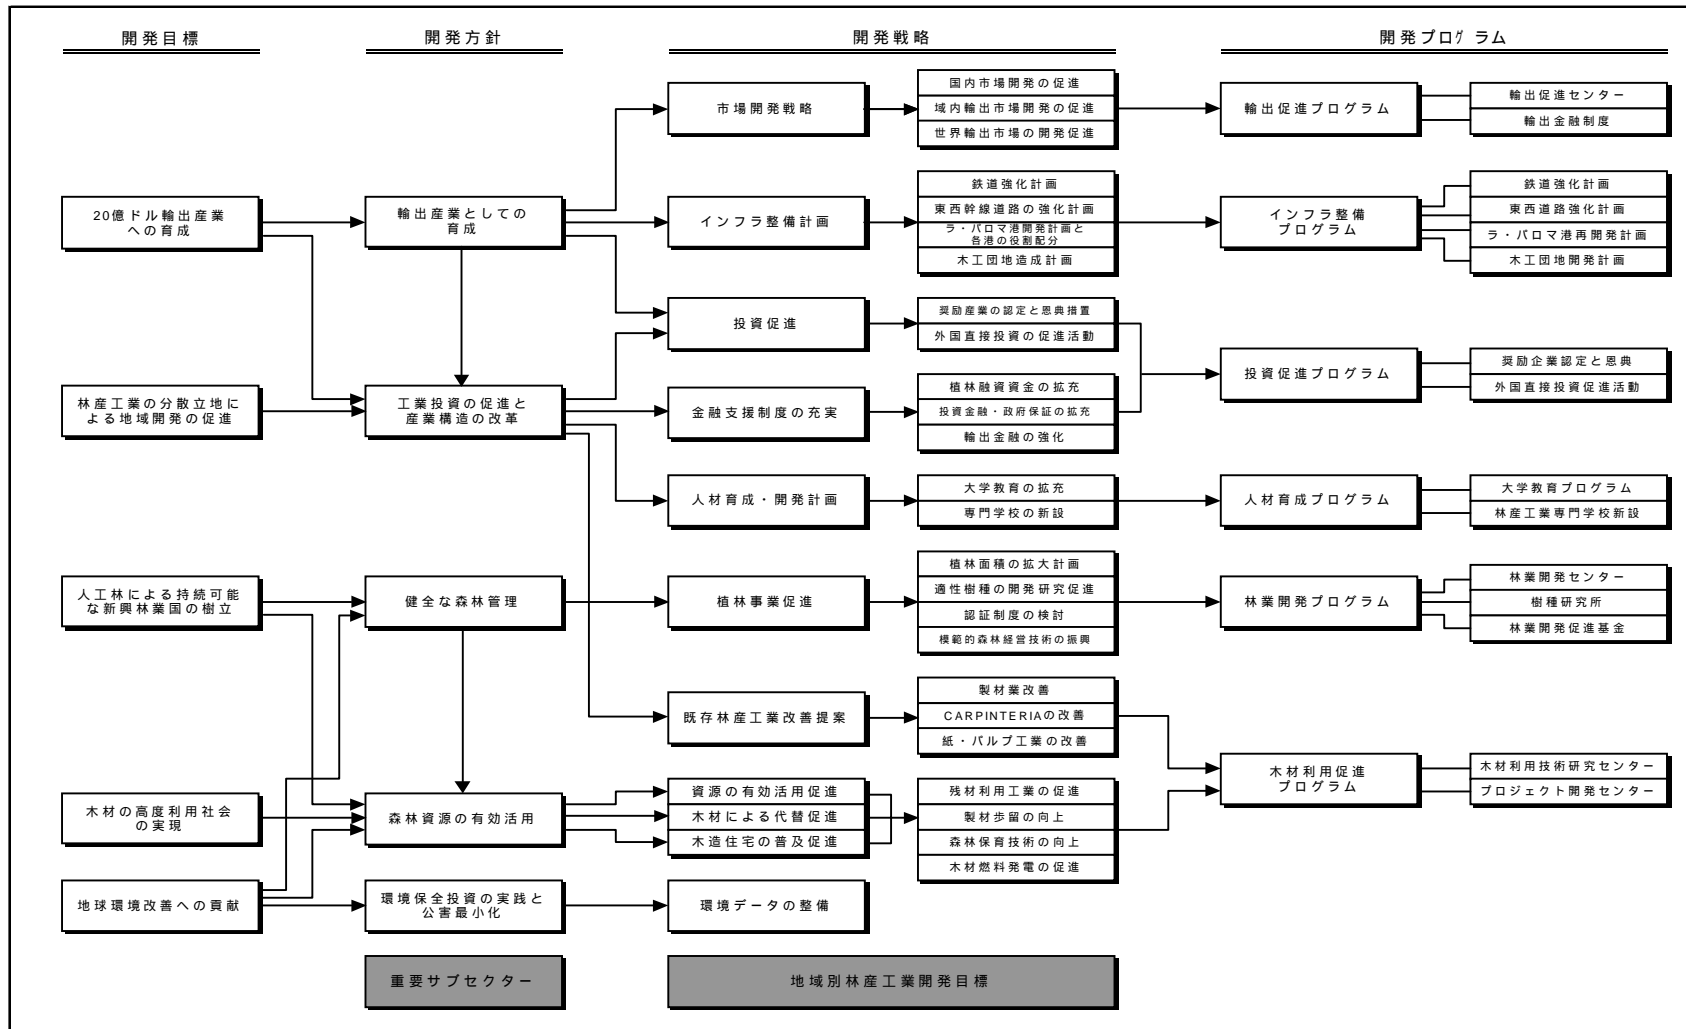 開発目標
開発方針
開発戦略
開発プログラム
20億ドル輸出産業
への育成
林産工業の分散立地に
よる地域開発の促進
人工林による持続可能
な新興林業国の樹立
木材の高度利用社会
の実現
地球環境改善への貢献
輸出産業としての
育成
工業投資の促進と
産業構造の改革
健全な森林管理
森林資源の有効活用
環境保全投資の実践と
公害最小化
重要サブセクター
市場開発戦略
インフラ整備計画
投資促進
金融支援制度の充実
人材育成・開発計画
植林事業促進
既存林産工業改善提案
資源の有効活用促進
木材による代替促進
木造住宅の普及促進
環境データの整備
地域別林産工業開発目標
国内市場開発の促進
域内輸出市場開発の促進
世界輸出市場の開発促進
鉄道強化計画
東西幹線道路の強化計画
ラ・パロマ港開発計画と
各港の役割配分
木工団地造成計画
奨励産業の認定と恩典措置
外国直接投資の促進活動
植林融資資金の拡充
投資金融・政府保証の拡充
輸出金融の強化
大学教育の拡充
専門学校の新設
植林面積の拡大計画
適性樹種の開発研究促進
認証制度の検討
模範的森林経営技術の振興
製材業改善
CARPINTERIAの改善
紙・パルプ工業の改善
残材利用工業の促進
製材歩留の向上
森林保育技術の向上
木材燃料発電の促進
輸出促進プログラム
インフラ整備
プログラム
投資促進プログラム
人材育成プログラム
林業開発プログラム
木材利用促進
プログラム
輸出促進センター
輸出金融制度
鉄道強化計画
東西道路強化計画
ラ・パロマ港再開発計画
木工団地開発計画
奨励企業認定と恩典
外国直接投資促進活動
大学教育プログラム
林産工業専門学校新設
林業開発センター
樹種研究所
林業開発促進基金
木材利用技術研究センター
プロジェクト開発センター